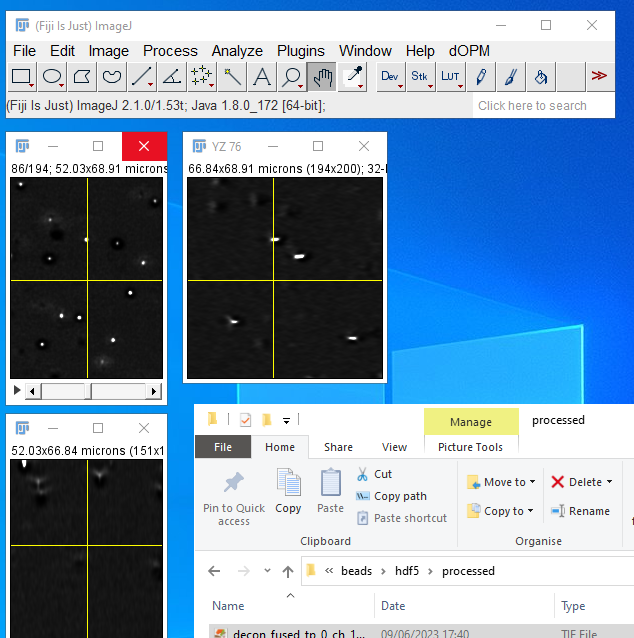 (Fiji Is Just) ImageJ
File Edit Image Process Analyze Plugins Window Help dOPM
Dev Stk LUT
(Fiji Is Just) ImageJ 2.1.0/1.53t; Java 1.8.0_172 [64-bit];
Click here to search
86/194; 52.03x68.91 microns
YZ 76
66.84x68.91 microns (194x200); 32-
52.03x66.84 microns (151x1
Manage
processed
File Home Share View Picture Tools
Pin to Quick access
Copy
Paste
Cut
Copy path
Paste shortcut
Clipboard
Move to
Copy to
Delete
Rename
Organise
« beads > hdf5 > processed
Name Date Type
decon_fused_tp_0_ch_1... 09/06/2023 17:40 TIF File